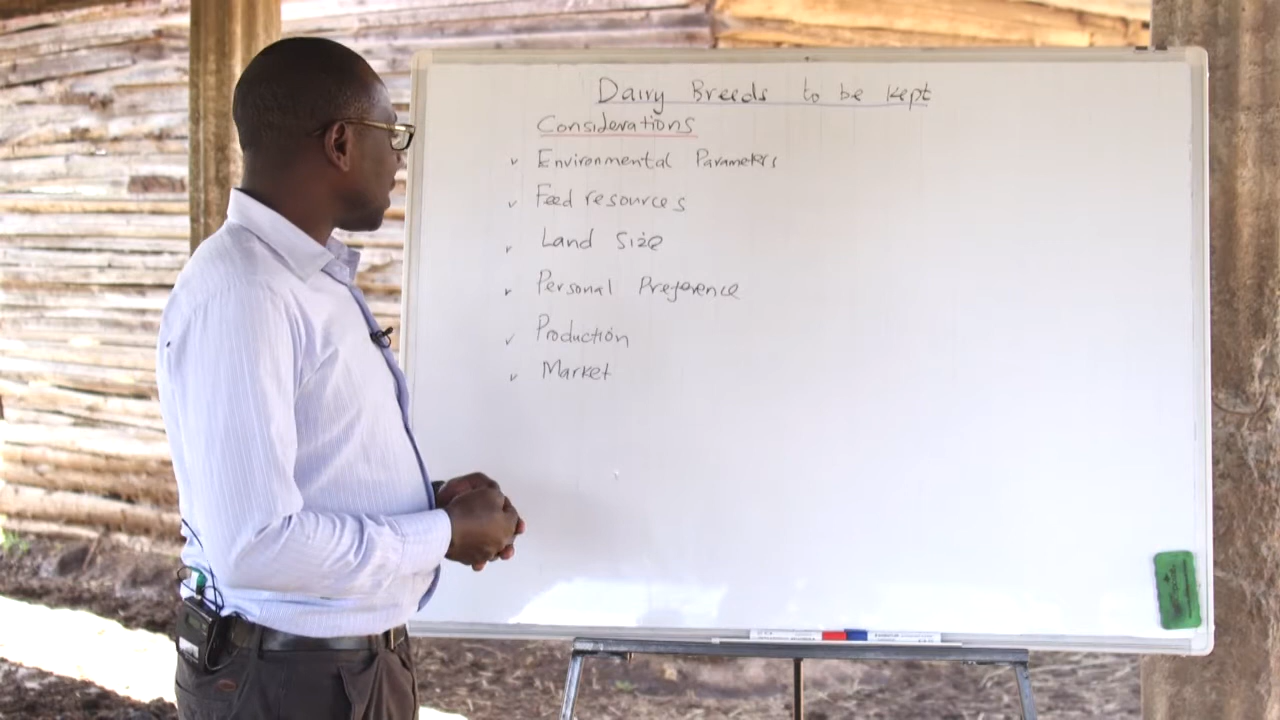 Dairy Breeds to be kept
Considerations
✓ Environmental Parameters
✓ Feed resources
✓ Land Size
✓ Personal Preference
✓ Production
✓ Market